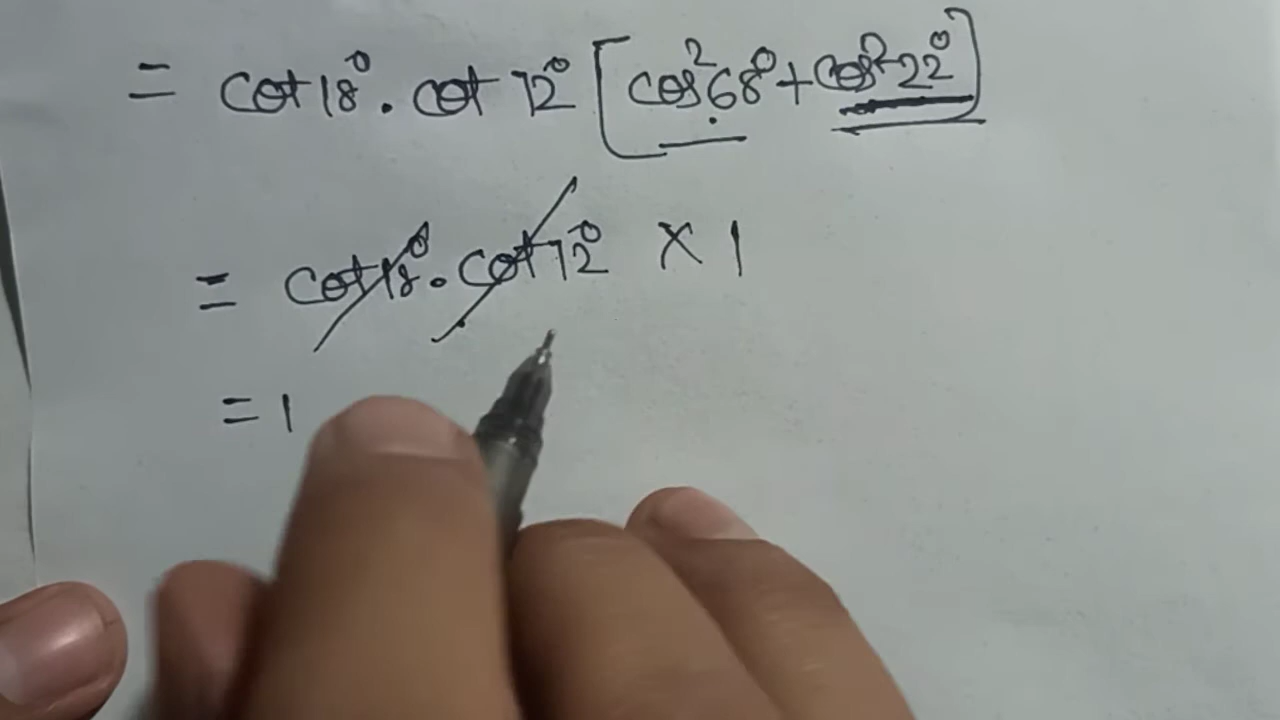 = cot 18° . cot 72° [cos²68° + cos²22°]
= cot 18° . cot 72° × 1
= 1